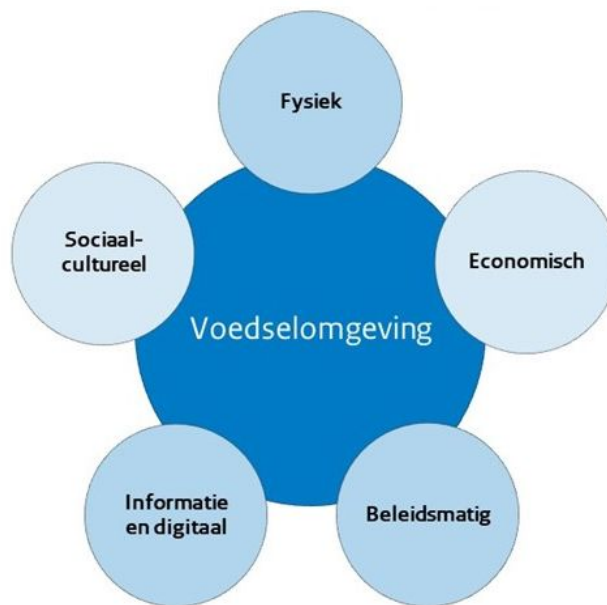 Fysiek
Sociaal-
cultureel
Economisch
Voedselomgeving
Informatie
en digitaal
Beleidsmatig